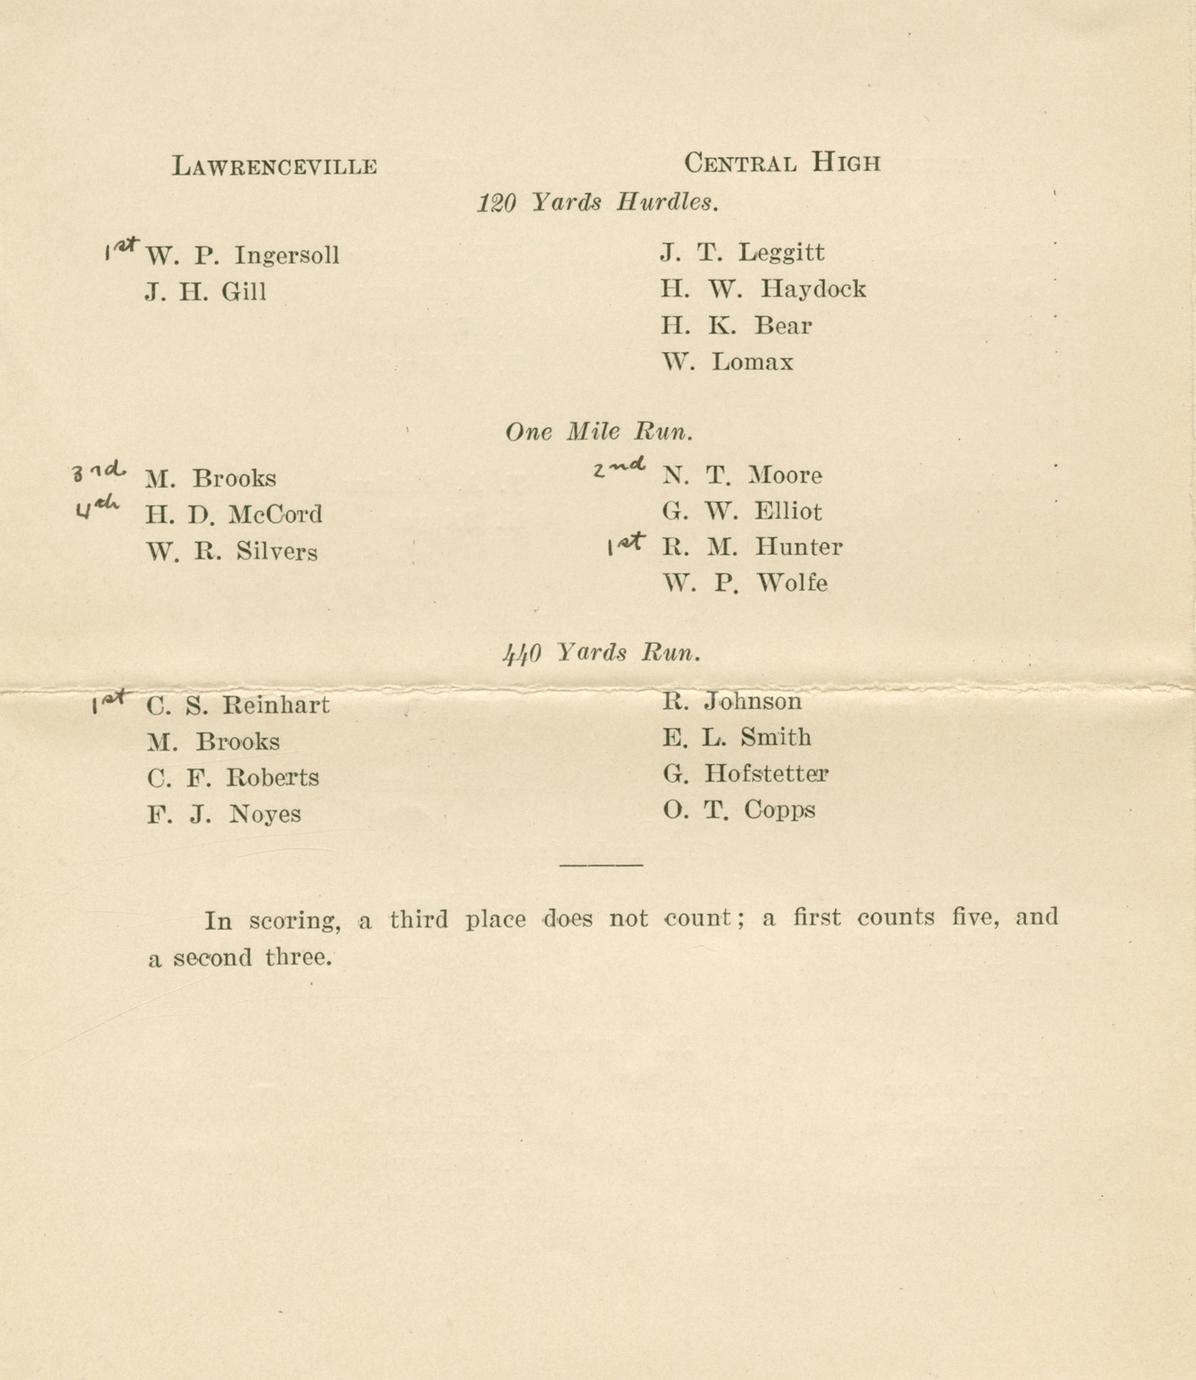 LAWRENCEVILLE
CENTRAL HIGH
120 Yards Hurdles.
1st W. P. Ingersoll
J. H. Gill
J. T. Leggitt
H. W. Haydock
H. K. Bear
W. Lomax
One Mile Run.
3rd M. Brooks
4th H. D. McCord
W. R. Silvers
2nd N. T. Moore
G. W. Elliot
1st R. M. Hunter
W. P. Wolfe
440 Yards Run.
1st C. S. Reinhart
M. Brooks
C. F. Roberts
F. J. Noyes
R. Johnson
E. L. Smith
G. Hofstetter
O. T. Copps
In scoring, a third place does not count; a first counts five, and
a second three.